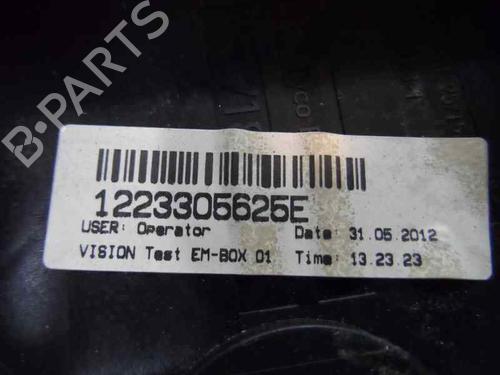 1223305625E
USER: Operator Date: 31.05.2012
VISION Test EM-BOX 01 Time: 13.23.23
B-PARTS